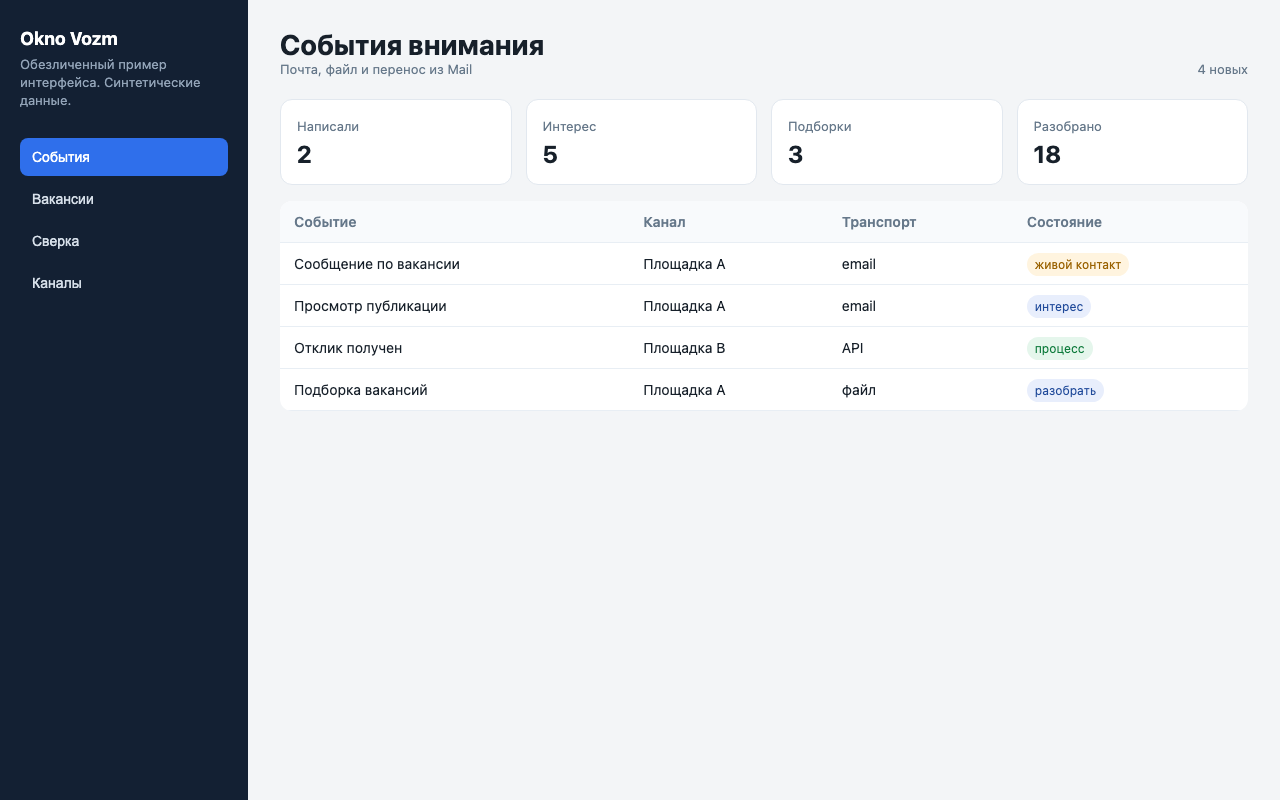 Okno Vozm
Обезличенный пример
интерфейса. Синтетические
данные.
События
Вакансии
Сверка
Каналы
События внимания
Почта, файл и перенос из Mail
4 новых
Написали
2
Интерес
5
Подборки
3
Разобрано
18
Событие Канал Транспорт Состояние
Сообщение по вакансии Площадка A email живой контакт
Просмотр публикации Площадка A email интерес
Отклик получен Площадка B API процесс
Подборка вакансий Площадка A файл разобрать